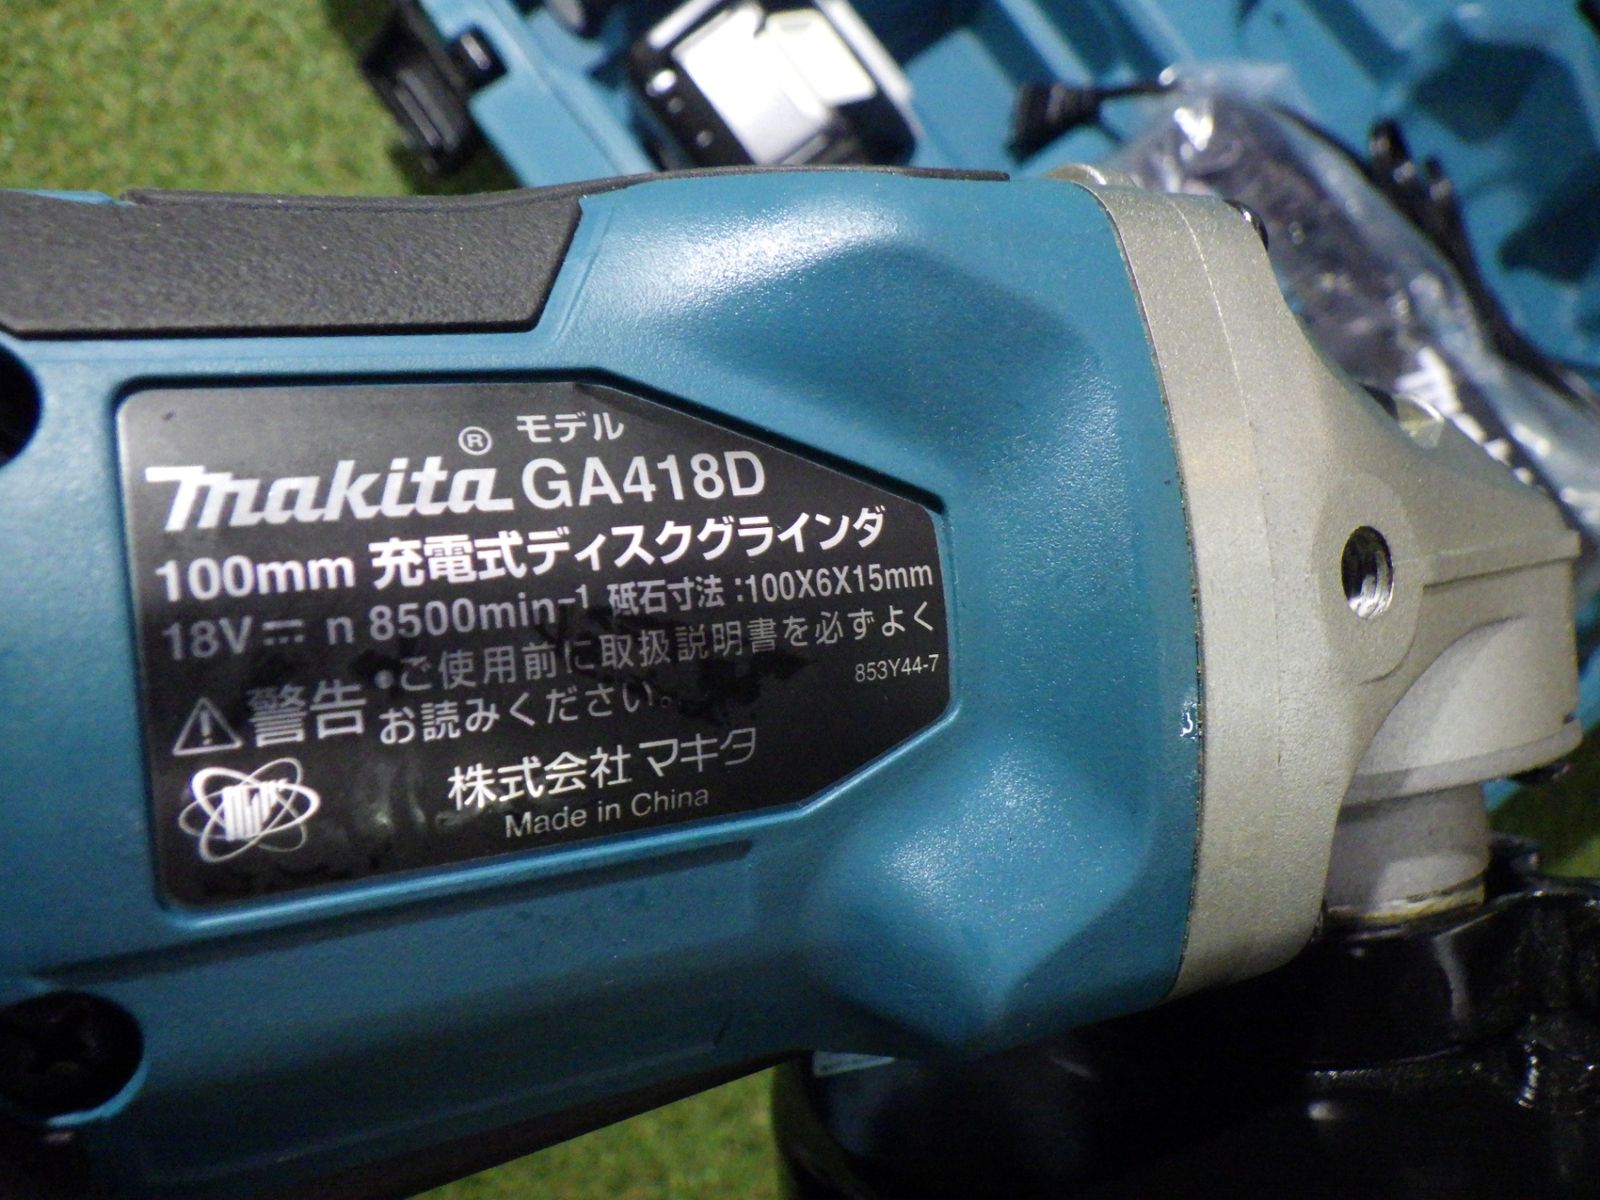 モデル
makita® GA418D
100mm 充電式ディスクグラインダ
18V⎓ n 8500min⁻¹ 砥石寸法:100X6X15mm
⚠警告 •ご使用前に取扱説明書を必ずよく
お読みください。
853Y44-7
株式会社 マキタ
Made in China